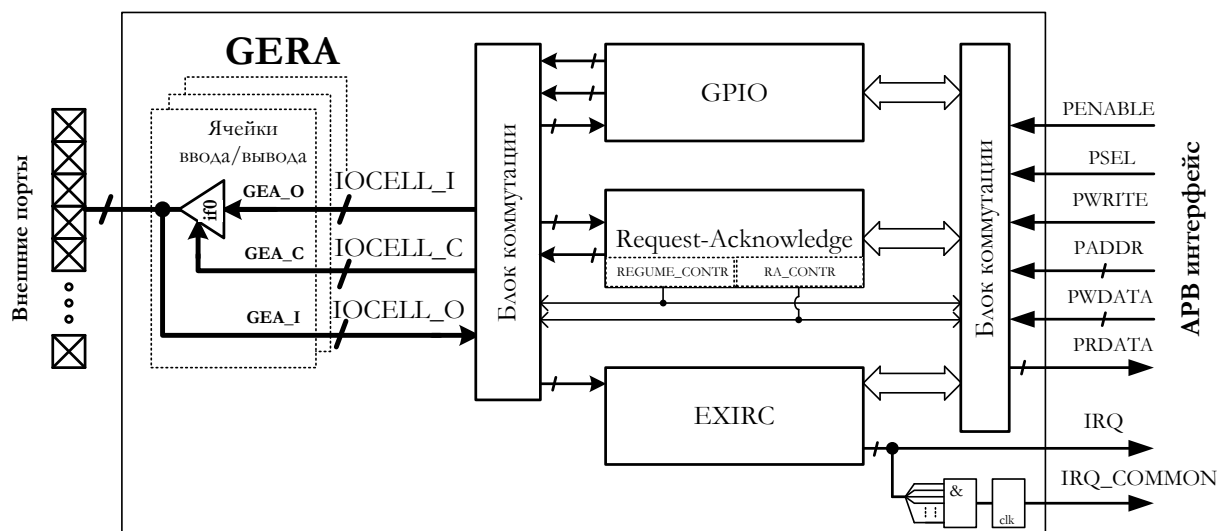 GERA
Внешние порты
Ячейки
ввода/вывода
GEA_O
if0
GEA_C
GEA_I
IOCELL_I
IOCELL_C
IOCELL_O
Блок коммутации
GPIO
Request-Acknowledge
REGUME_CONTR
RA_CONTR
EXIRC
Блок коммутации
PENABLE
PSEL
PWRITE
PADDR
PWDATA
PRDATA
APB интерфейс
IRQ
IRQ_COMMON
&
clk